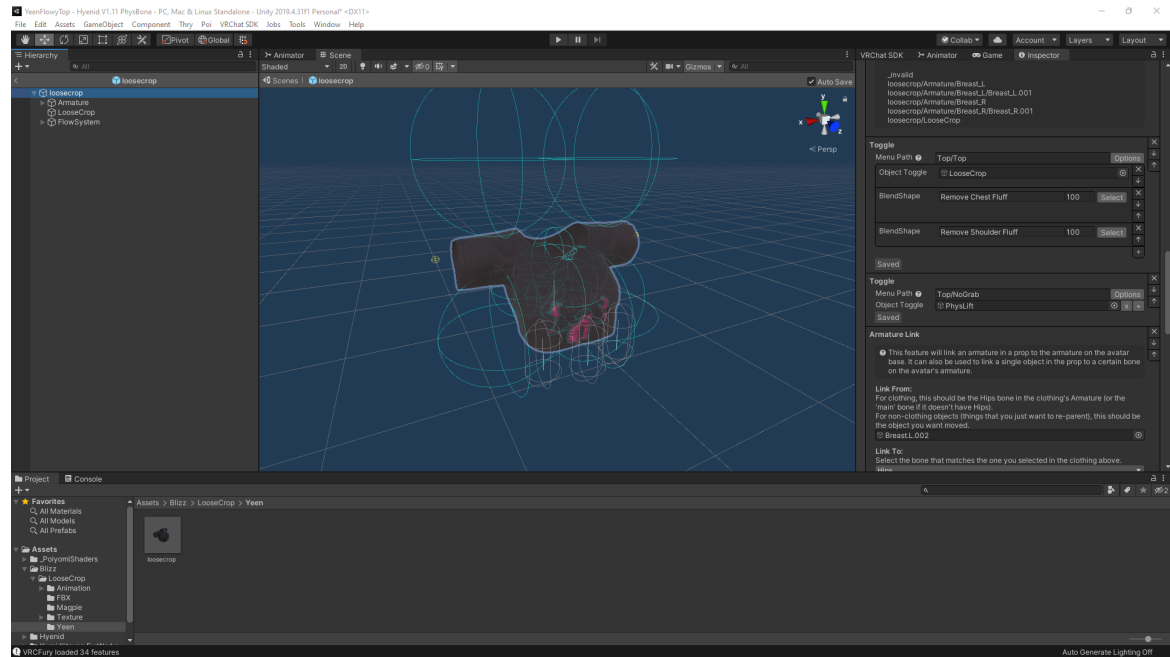 YeenFlowyTop - Hyenid V1.11 PhysBone - PC, Mac & Linux Standalone - Unity 2019.4.31f1 Personal* <DX11>
File Edit Assets GameObject Component Thry Poi VRChat SDK Jobs Tools Window Help
Pivot Global Collab Account Layers Layout
Hierarchy
All
loosecrop
loosecrop
Armature
LooseCrop
FlowSystem
Animator Scene
Shaded 2D 0 Gizmos All
Scenes loosecrop Auto Save
y
x
z
Persp
VRChat SDK Animator Game Inspector
_invalid
loosecrop/Armature/Breast_L
loosecrop/Armature/Breast_L/Breast_L.001
loosecrop/Armature/Breast_R
loosecrop/Armature/Breast_R/Breast_R.001
loosecrop/LooseCrop
Toggle
Menu Path Top/Top Options
Object Toggle LooseCrop
BlendShape Remove Chest Fluff 100 Select
BlendShape Remove Shoulder Fluff 100 Select
Saved
Toggle
Menu Path Top/NoGrab Options
Object Toggle PhysLift x +
Saved
Armature Link
This feature will link an armature in a prop to the armature on the avatar
base. It can also be used to link a single object in the prop to a certain bone
on the avatar's armature.
Link From:
For clothing, this should be the Hips bone in the clothing's Armature (or the
'main' bone if it doesn't have Hips).
For non-clothing objects (things that you just want to re-parent), this should be
the object you want moved.
Breast.L.002
Link To:
Select the bone that matches the one you selected in the clothing above.
Hips
Project Console
2
Favorites
All Materials
All Models
All Prefabs
Assets
_PoiyomiShaders
Blizz
LooseCrop
Animation
FBX
Magpie
Texture
Yeen
Hyenid
Assets > Blizz > LooseCrop > Yeen
loosecrop
VRCFury loaded 34 features
Auto Generate Lighting Off